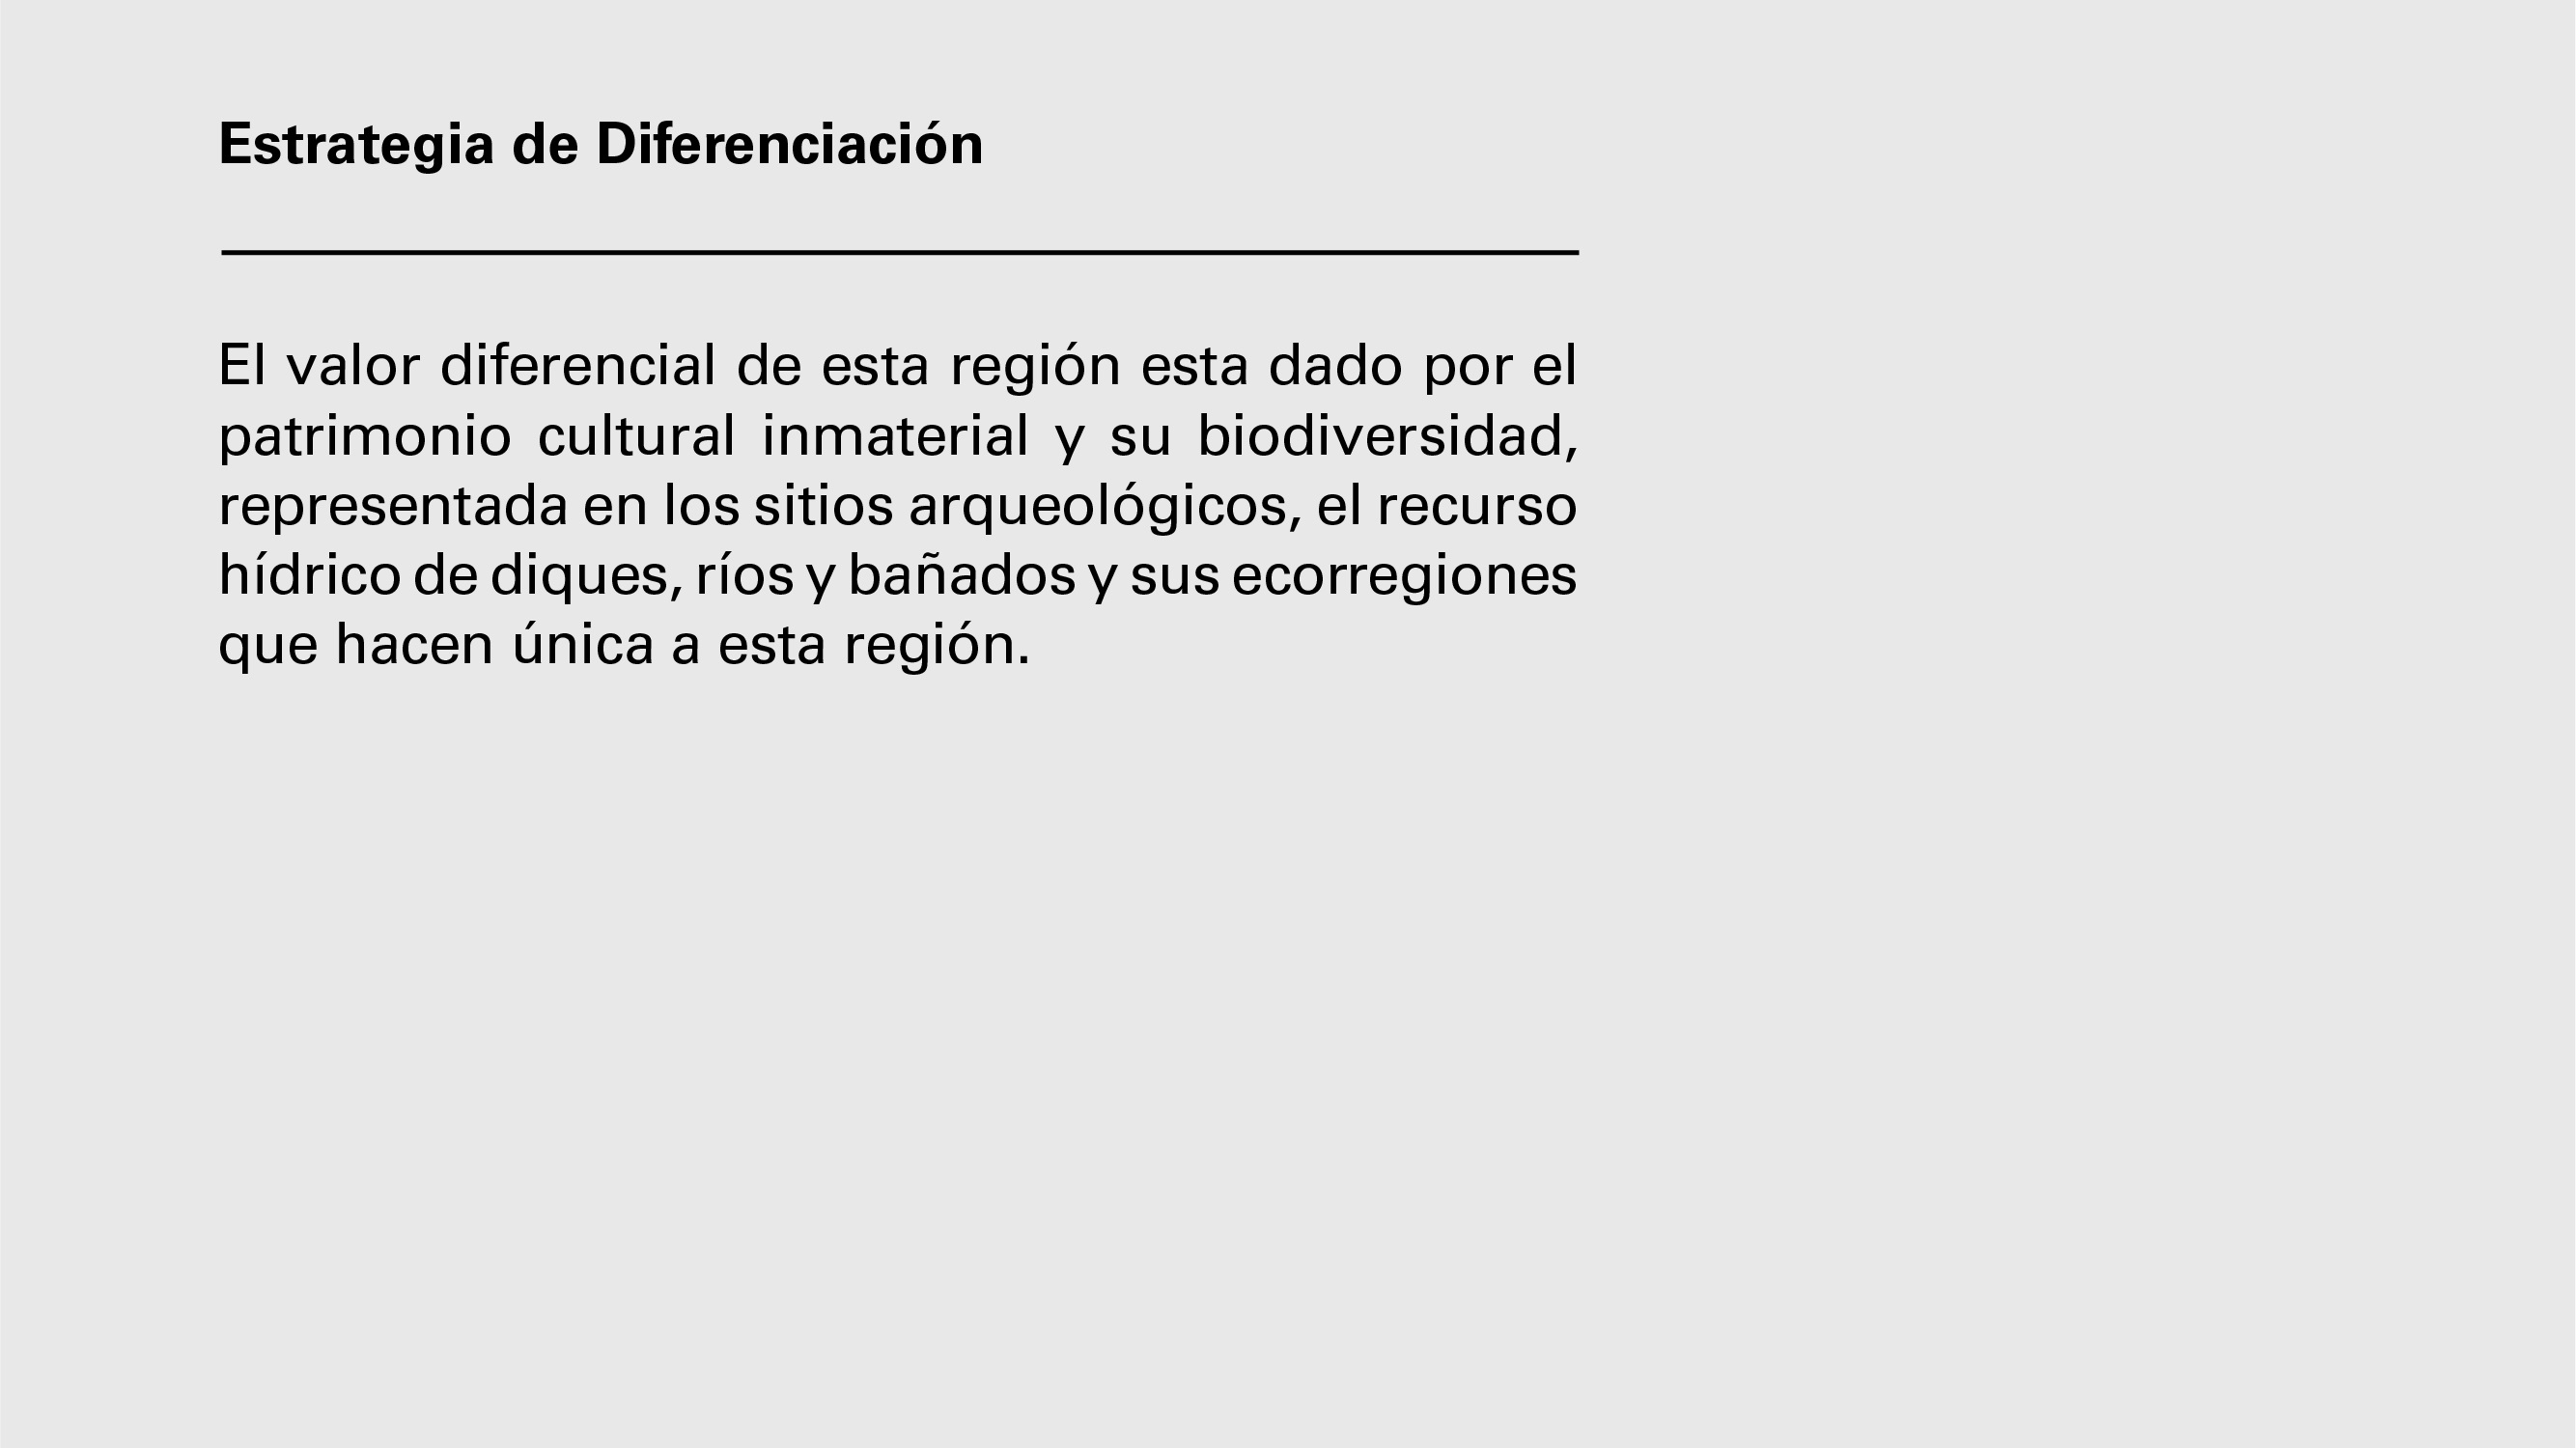 Estrategia de Diferenciación
El valor diferencial de esta región esta dado por el
patrimonio cultural inmaterial y su biodiversidad,
representada en los sitios arqueológicos, el recurso
hídrico de diques, ríos y bañados y sus ecorregiones
que hacen única a esta región.